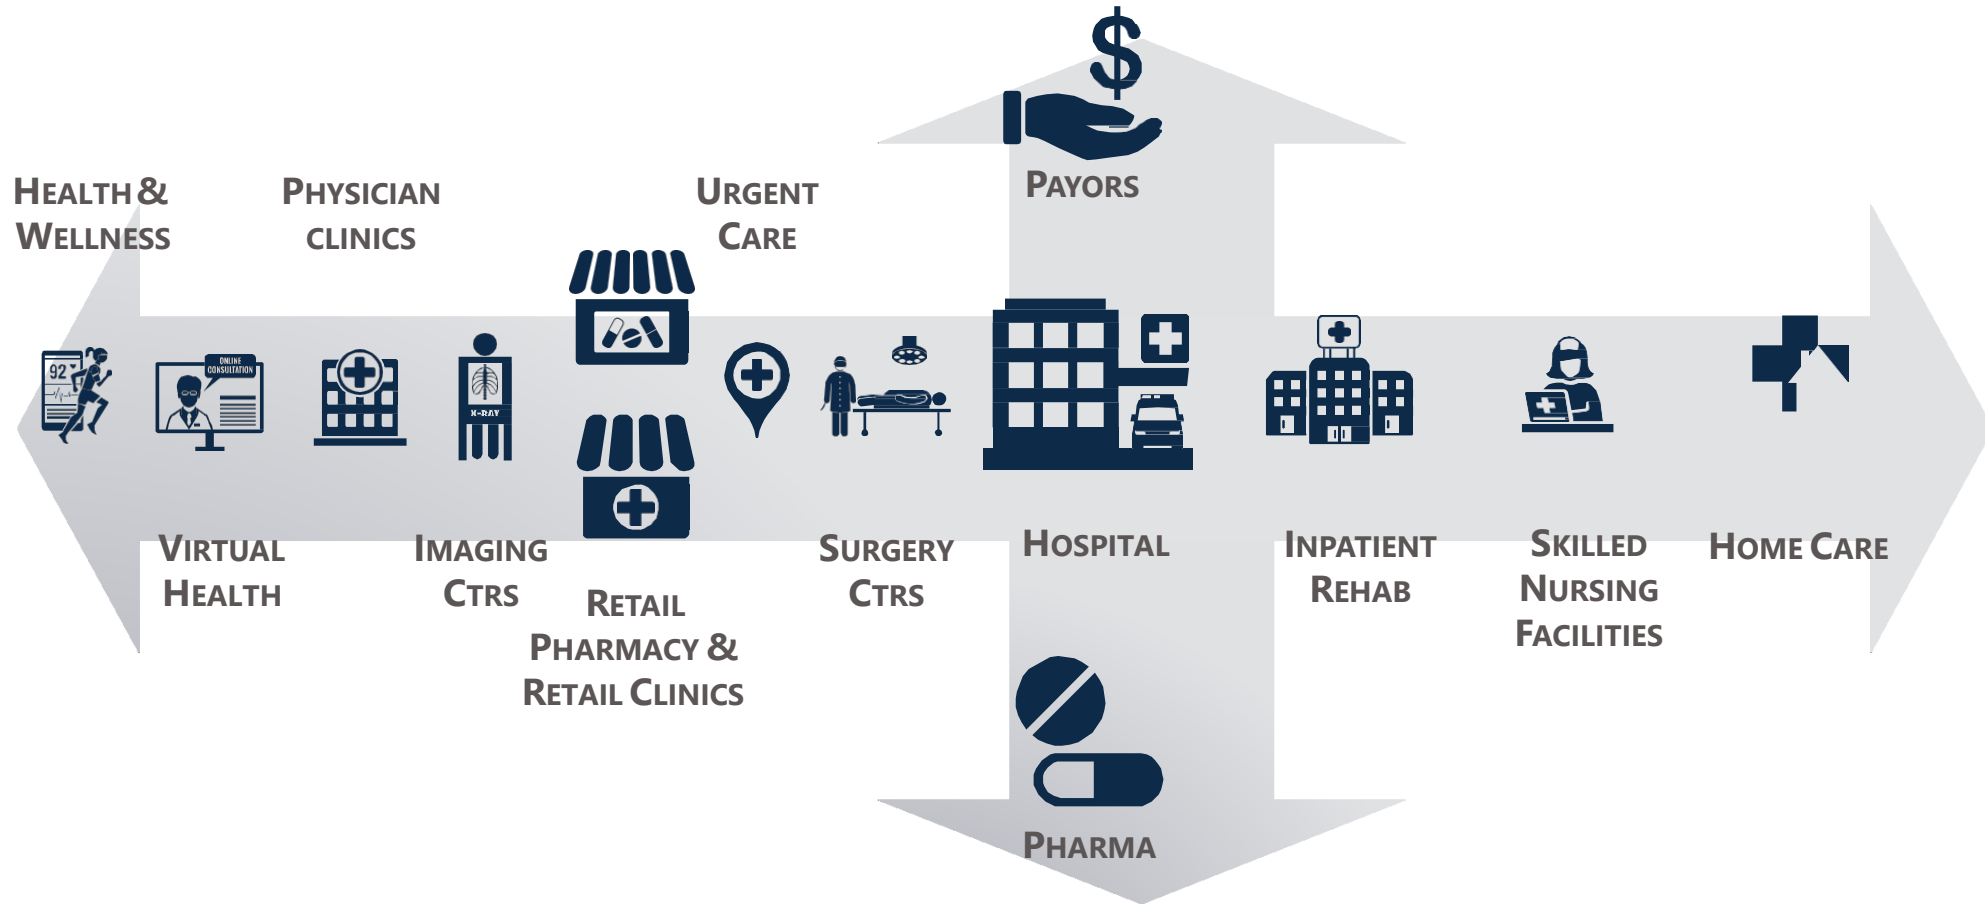 $
PAYORS
HEALTH &
WELLNESS
PHYSICIAN
CLINICS
URGENT
CARE
92
ONLINE
CONSULTATION
X-RAY
VIRTUAL
HEALTH
IMAGING
CTRS
RETAIL
PHARMACY &
RETAIL CLINICS
SURGERY
CTRS
HOSPITAL
INPATIENT
REHAB
SKILLED
NURSING
FACILITIES
HOME CARE
PHARMA